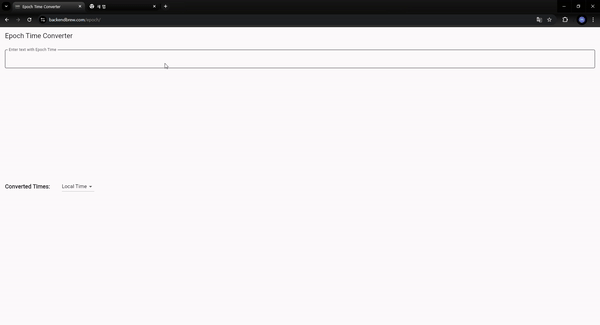 Epoch Time Converter
새 탭
backendbrew.com/epoch/
Epoch Time Converter
Enter text with Epoch Time
Converted Times:
Local Time